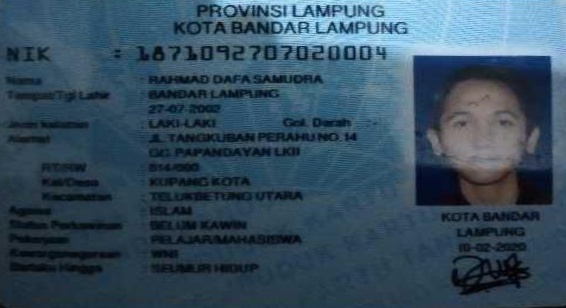 PROVINSI LAMPUNG
KOTA BANDAR LAMPUNG
NIK : 1871092707020004
Nama : RAHMAD DAFA SAMUDRA
Tempat/Tgl Lahir : BANDAR LAMPUNG
27-07-2002
Jenis kelamin : LAKI-LAKI Gol. Darah :
Alamat : JL. TANGKUBAN PERAHU NO. 14
GG PAPANDAYAN LKII
RT/RW :
Kel/Desa : KUPANG KOTA
Kecamatan : TELUKBETUNG UTARA
Agama : ISLAM
Status Perkawinan : BELUM KAWIN
Pekerjaan : PELAJAR/MAHASISWA
Kewarganegaraan : WNI
Berlaku Hingga : SEUMUR HIDUP
KOTA BANDAR
LAMPUNG
10-02-2020